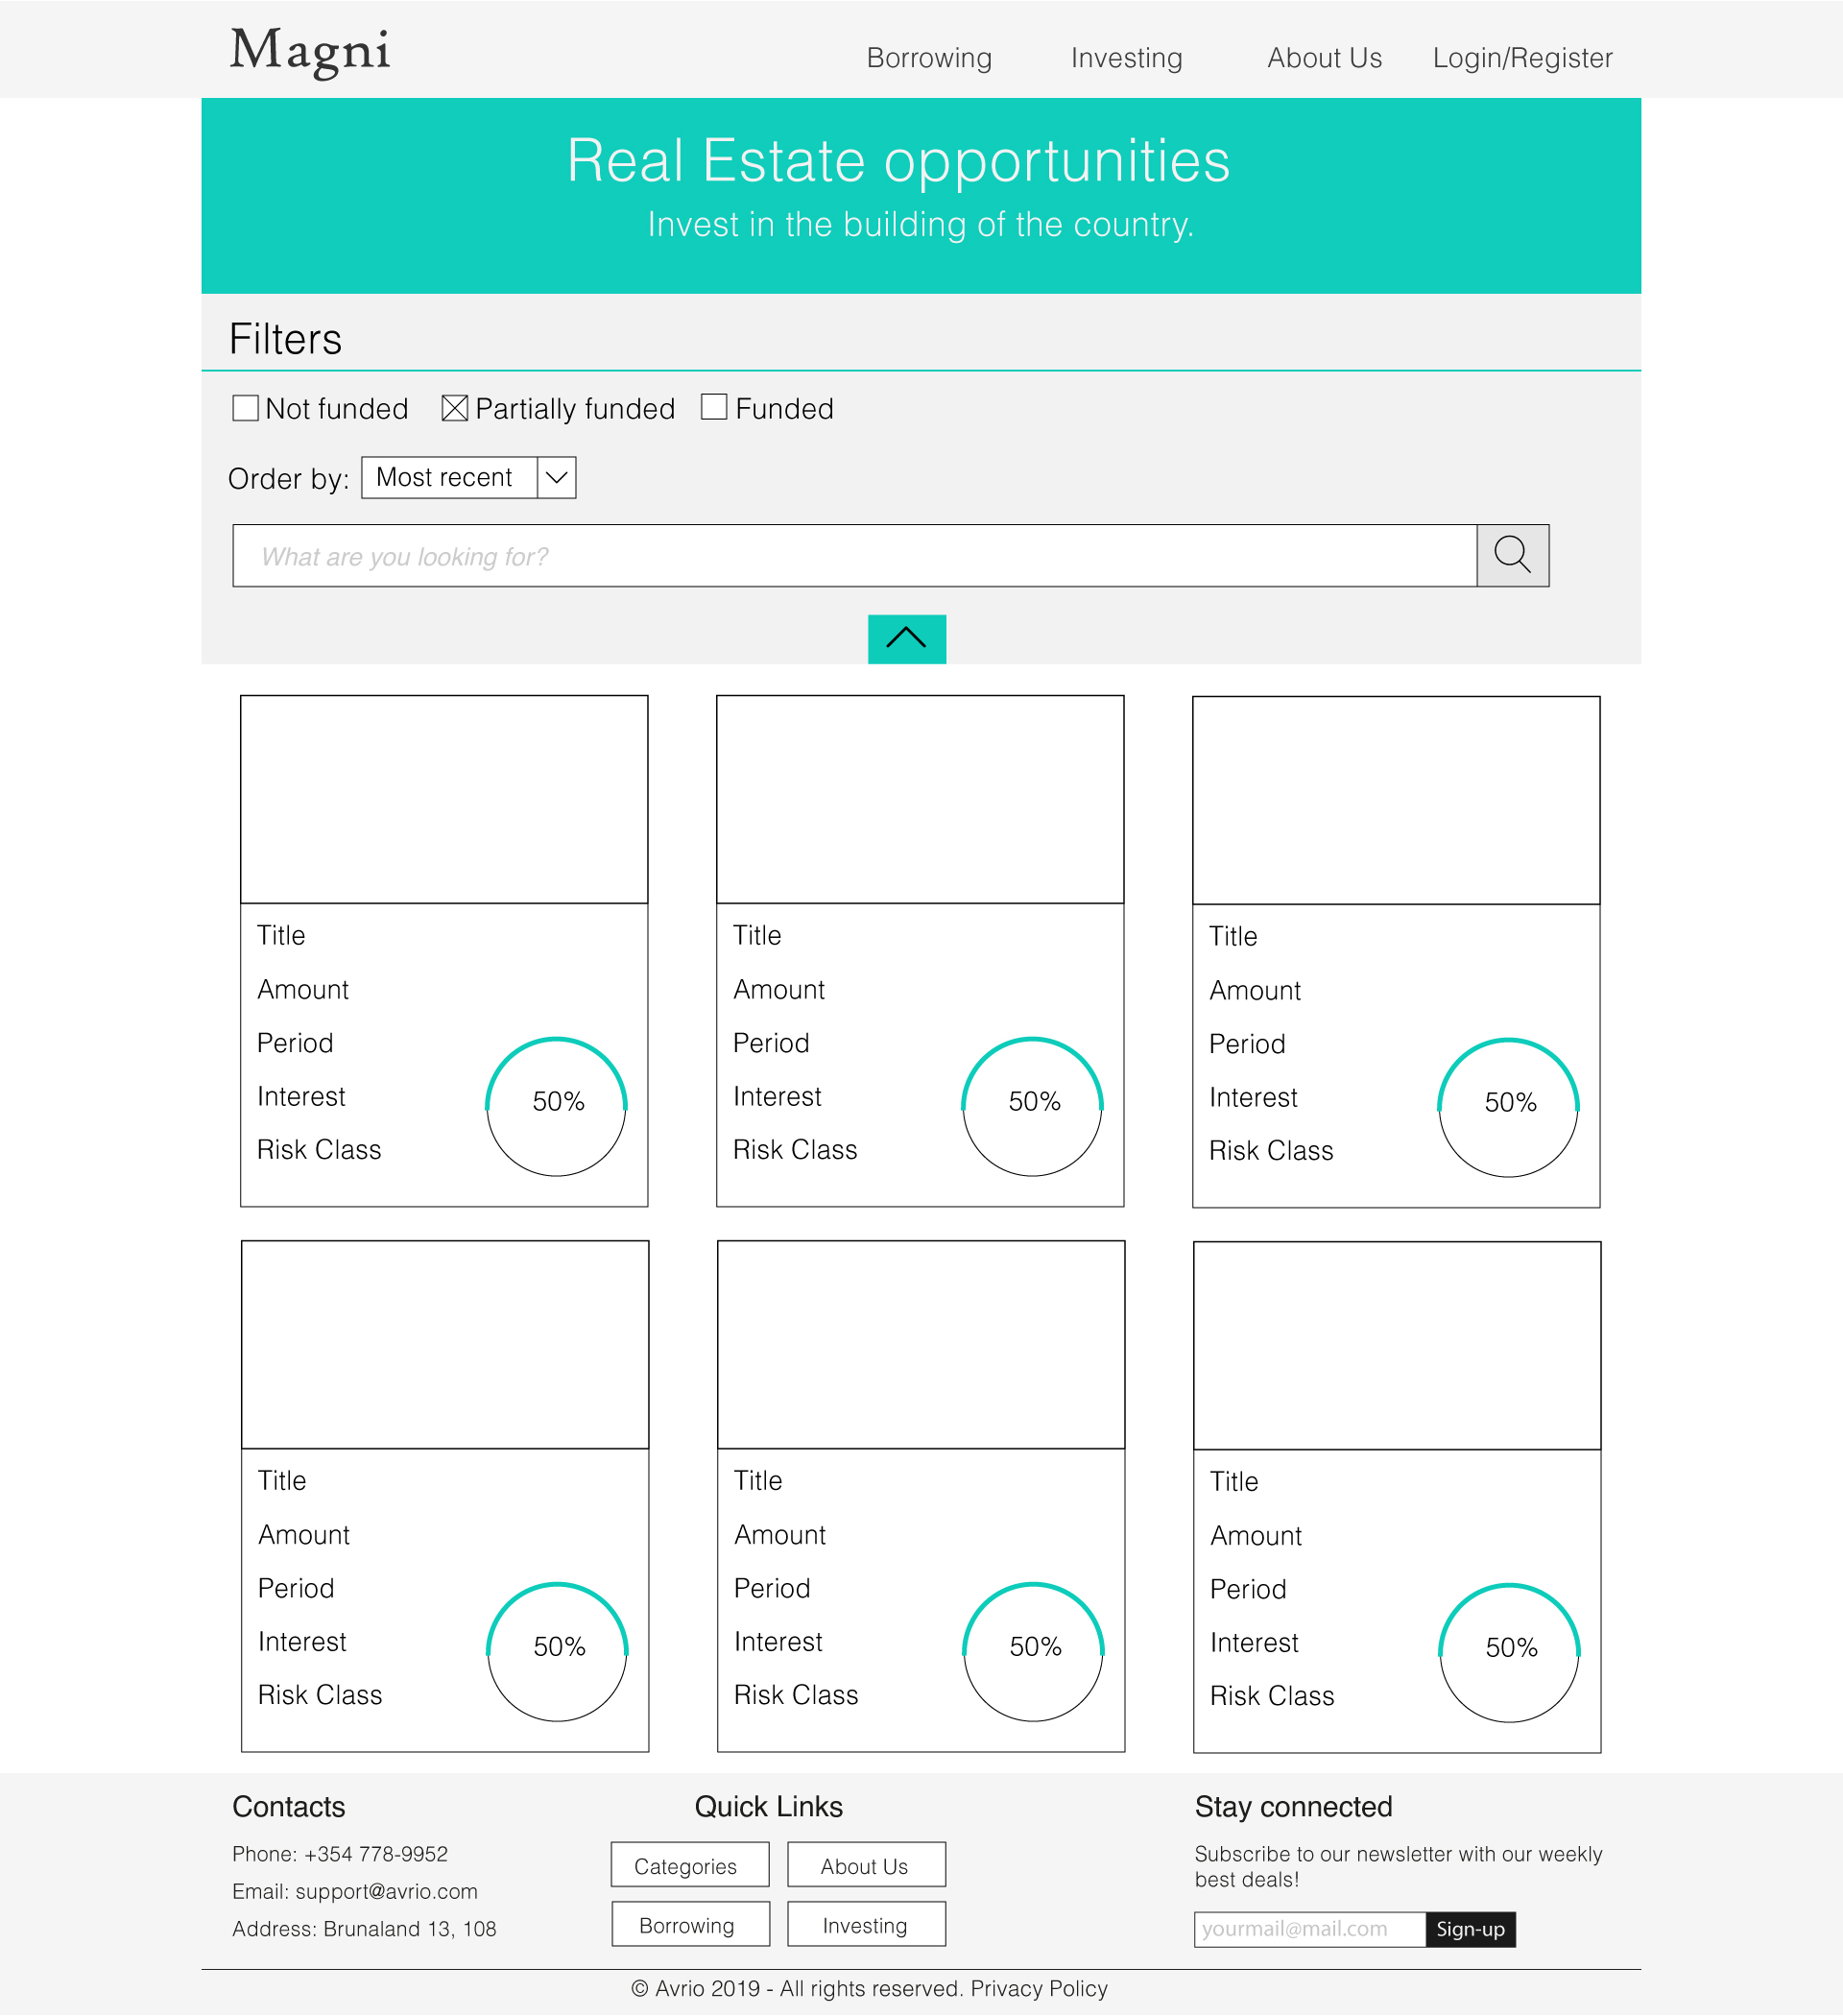 Magni
Borrowing Investing About Us Login/Register
Real Estate opportunities
Invest in the building of the country.
Filters
Not funded Partially funded Funded
Order by: Most recent
What are you looking for?
Title
Amount
Period
Interest
Risk Class
50%
Title
Amount
Period
Interest
Risk Class
50%
Title
Amount
Period
Interest
Risk Class
50%
Title
Amount
Period
Interest
Risk Class
50%
Title
Amount
Period
Interest
Risk Class
50%
Title
Amount
Period
Interest
Risk Class
50%
Contacts
Phone: +354 778-9952
Email: support@avrio.com
Address: Brunaland 13, 108
Quick Links
Categories About Us
Borrowing Investing
Stay connected
Subscribe to our newsletter with our weekly
best deals!
yourmail@mail.com Sign-up
© Avrio 2019 - All rights reserved. Privacy Policy